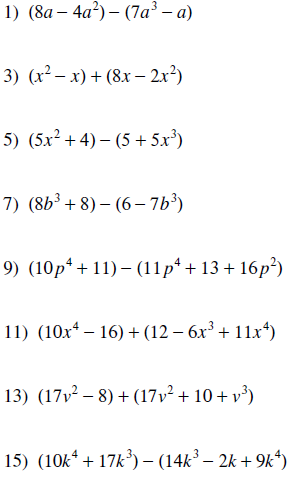 1) (8a − 4a²) − (7a³ − a)
3) (x² − x) + (8x − 2x²)
5) (5x² + 4) − (5 + 5x³)
7) (8b³ + 8) − (6 − 7b³)
9) (10p⁴ + 11) − (11p⁴ + 13 + 16p²)
11) (10x⁴ − 16) + (12 − 6x³ + 11x⁴)
13) (17v² − 8) + (17v² + 10 + v³)
15) (10k⁴ + 17k³) − (14k³ − 2k + 9k⁴)